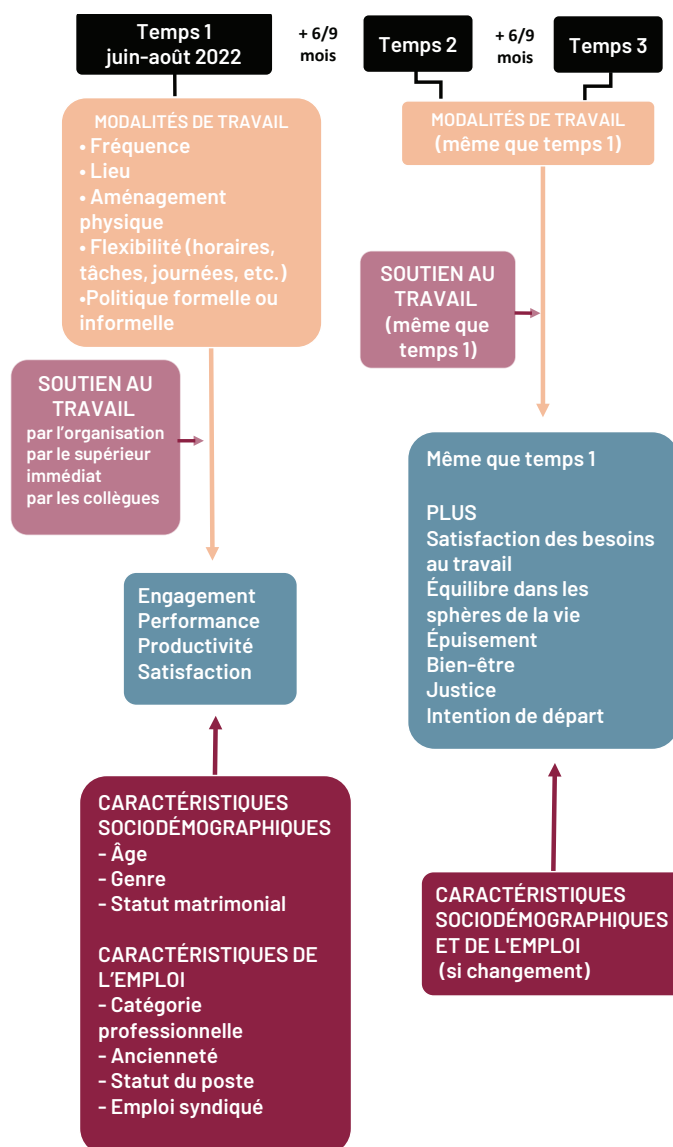 Temps 1
juin-août 2022
+ 6/9
mois
Temps 2
+ 6/9
mois
Temps 3
MODALITÉS DE TRAVAIL
• Fréquence
• Lieu
• Aménagement
physique
• Flexibilité (horaires,
tâches, journées, etc.)
•Politique formelle ou
informelle
SOUTIEN AU
TRAVAIL
par l'organisation
par le supérieur
immédiat
par les collègues
Engagement
Performance
Productivité
Satisfaction
CARACTÉRISTIQUES
SOCIODÉMOGRAPHIQUES
- Âge
- Genre
- Statut matrimonial
CARACTÉRISTIQUES DE
L'EMPLOI
- Catégorie
professionnelle
- Ancienneté
- Statut du poste
- Emploi syndiqué
MODALITÉS DE TRAVAIL
(même que temps 1)
SOUTIEN AU
TRAVAIL
(même que
temps 1)
Même que temps 1
PLUS
Satisfaction des besoins
au travail
Équilibre dans les
sphères de la vie
Épuisement
Bien-être
Justice
Intention de départ
CARACTÉRISTIQUES
SOCIODÉMOGRAPHIQUES
ET DE L'EMPLOI
(si changement)